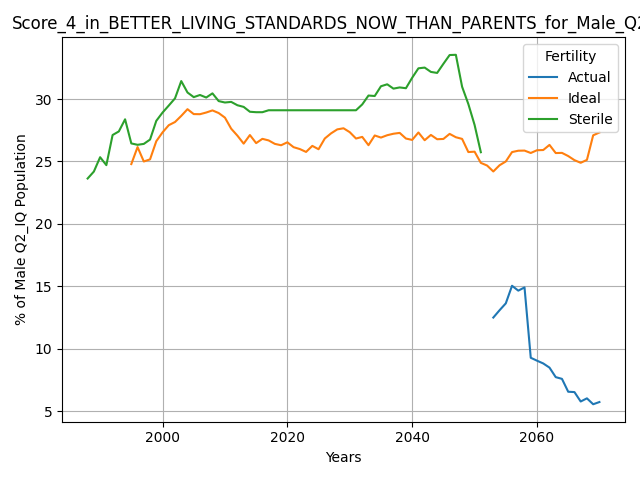 Score_4_in_BETTER_LIVING_STANDARDS_NOW_THAN_PARENTS_for_Male_Q2
Fertility
Actual
Ideal
Sterile
% of Male Q2_IQ Population
30
25
20
15
10
5
2000 2020 2040 2060
Years